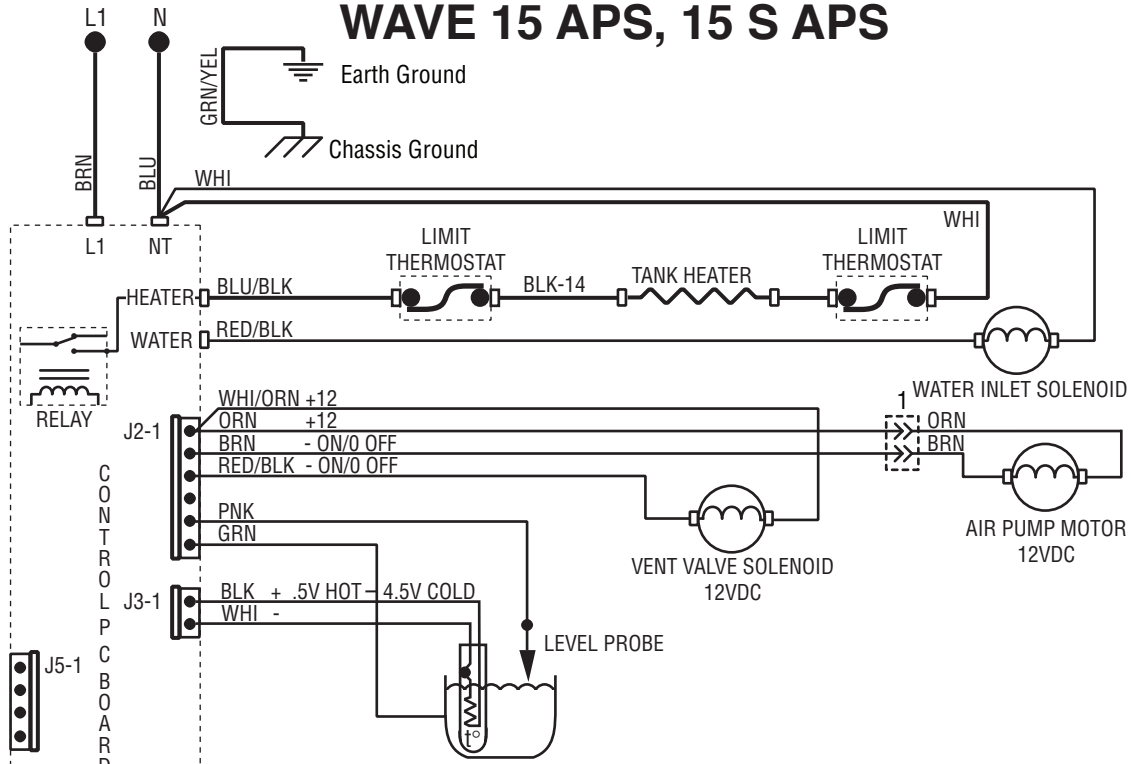 WAVE 15 APS, 15 S APS
L1
N
GRN/YEL
Earth Ground
Chassis Ground
BRN
BLU
WHI
WHI
L1
NT
LIMIT
THERMOSTAT
TANK HEATER
LIMIT
THERMOSTAT
HEATER
BLU/BLK
BLK-14
WATER
RED/BLK
WATER INLET SOLENOID
RELAY
WHI/ORN +12
ORN +12
BRN - ON/0 OFF
RED/BLK - ON/0 OFF
J2-1
1
ORN
BRN
PNK
GRN
VENT VALVE SOLENOID
12VDC
AIR PUMP MOTOR
12VDC
J3-1
BLK + .5V HOT – 4.5V COLD
WHI -
LEVEL PROBE
J5-1
t°
CONTROL P C BOARD